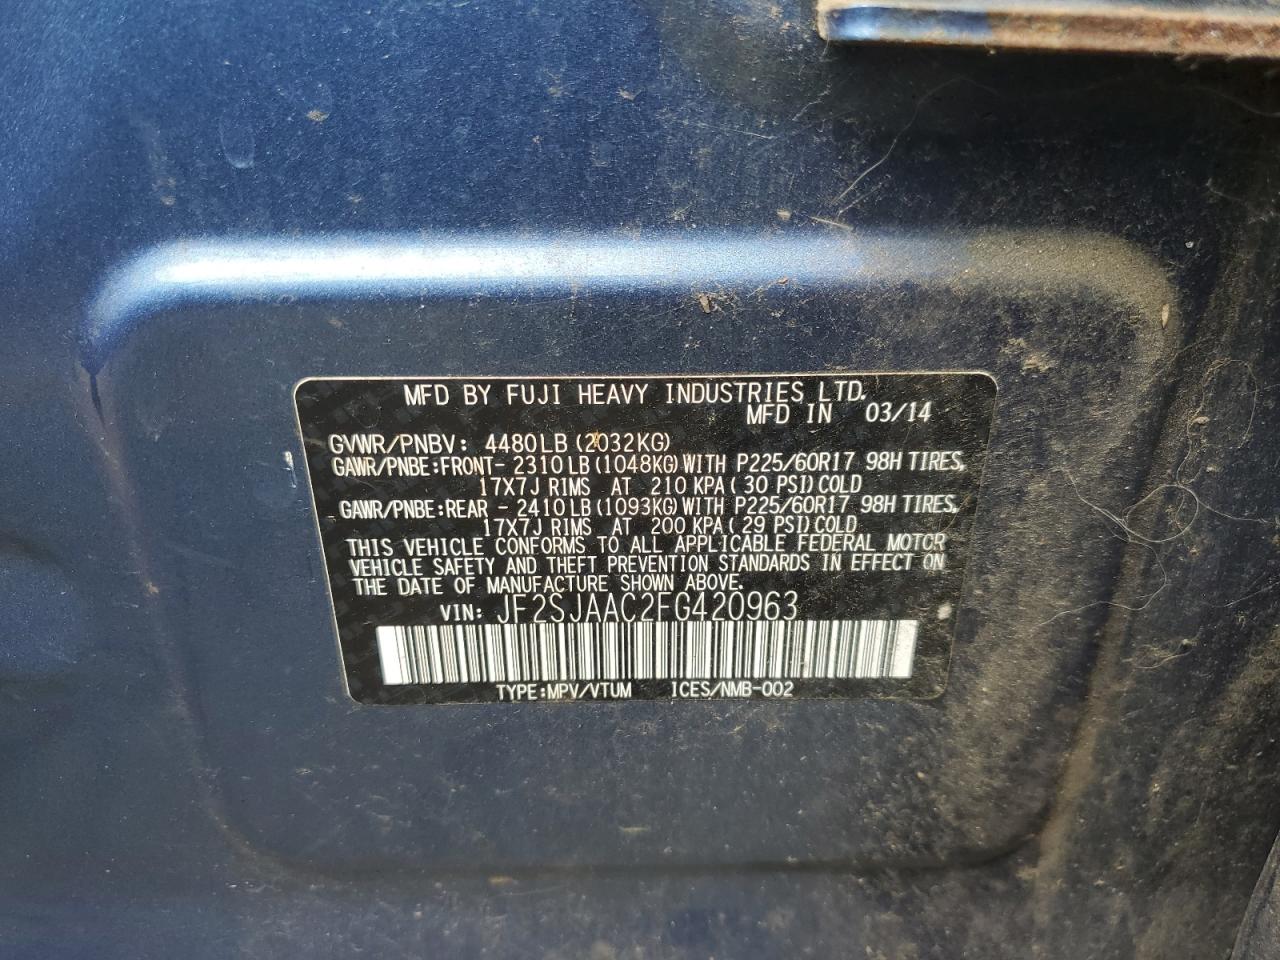 MFD BY FUJI HEAVY INDUSTRIES LTD.
MFD IN 03/14
GVWR/PNBV: 4480LB (2032KG)
GAWR/PNBE:FRONT- 2310LB (1048KG) WITH P225/60R17 98H TIRES,
17X7J RIMS AT 210 KPA ( 30 PSI) COLD
GAWR/PNBE:REAR - 2410LB (1093KG) WITH P225/60R17 98H TIRES,
17X7J RIMS AT 200 KPA ( 29 PSI) COLD
THIS VEHICLE CONFORMS TO ALL APPLICABLE FEDERAL MOTOR
VEHICLE SAFETY AND THEFT PREVENTION STANDARDS IN EFFECT ON
THE DATE OF MANUFACTURE SHOWN ABOVE.
VIN: JF2SJAAC2FG420963
TYPE:MPV/VTUM ICES/NMB-002